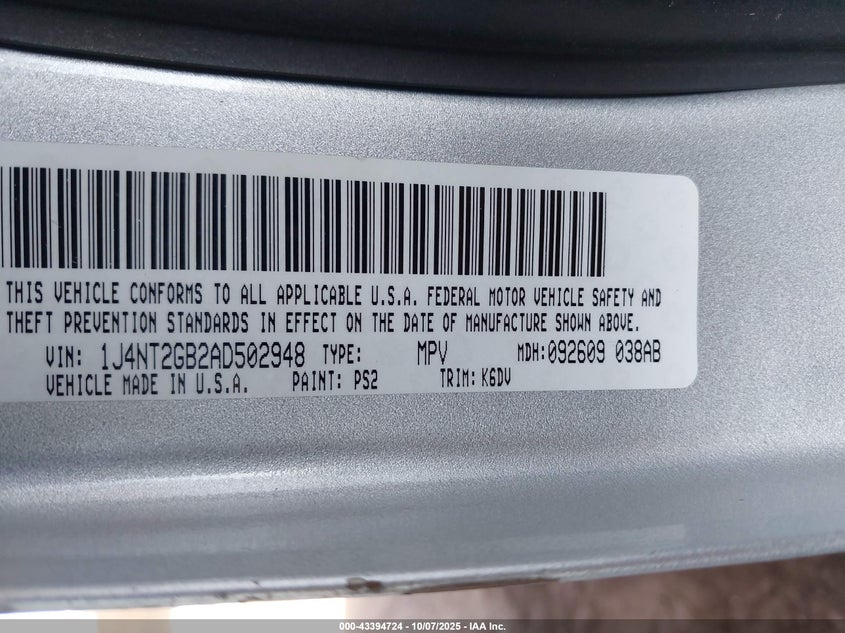 THIS VEHICLE CONFORMS TO ALL APPLICABLE U.S.A. FEDERAL MOTOR VEHICLE SAFETY AND
THEFT PREVENTION STANDARDS IN EFFECT ON THE DATE OF MANUFACTURE SHOWN ABOVE.
VIN: 1J4NT2GB2AD502948 TYPE: MPV MDH:092609 038AB
VEHICLE MADE IN U.S.A. PAINT: PS2 TRIM: K6DV
000-43394724 - 10/07/2025 - IAA Inc.